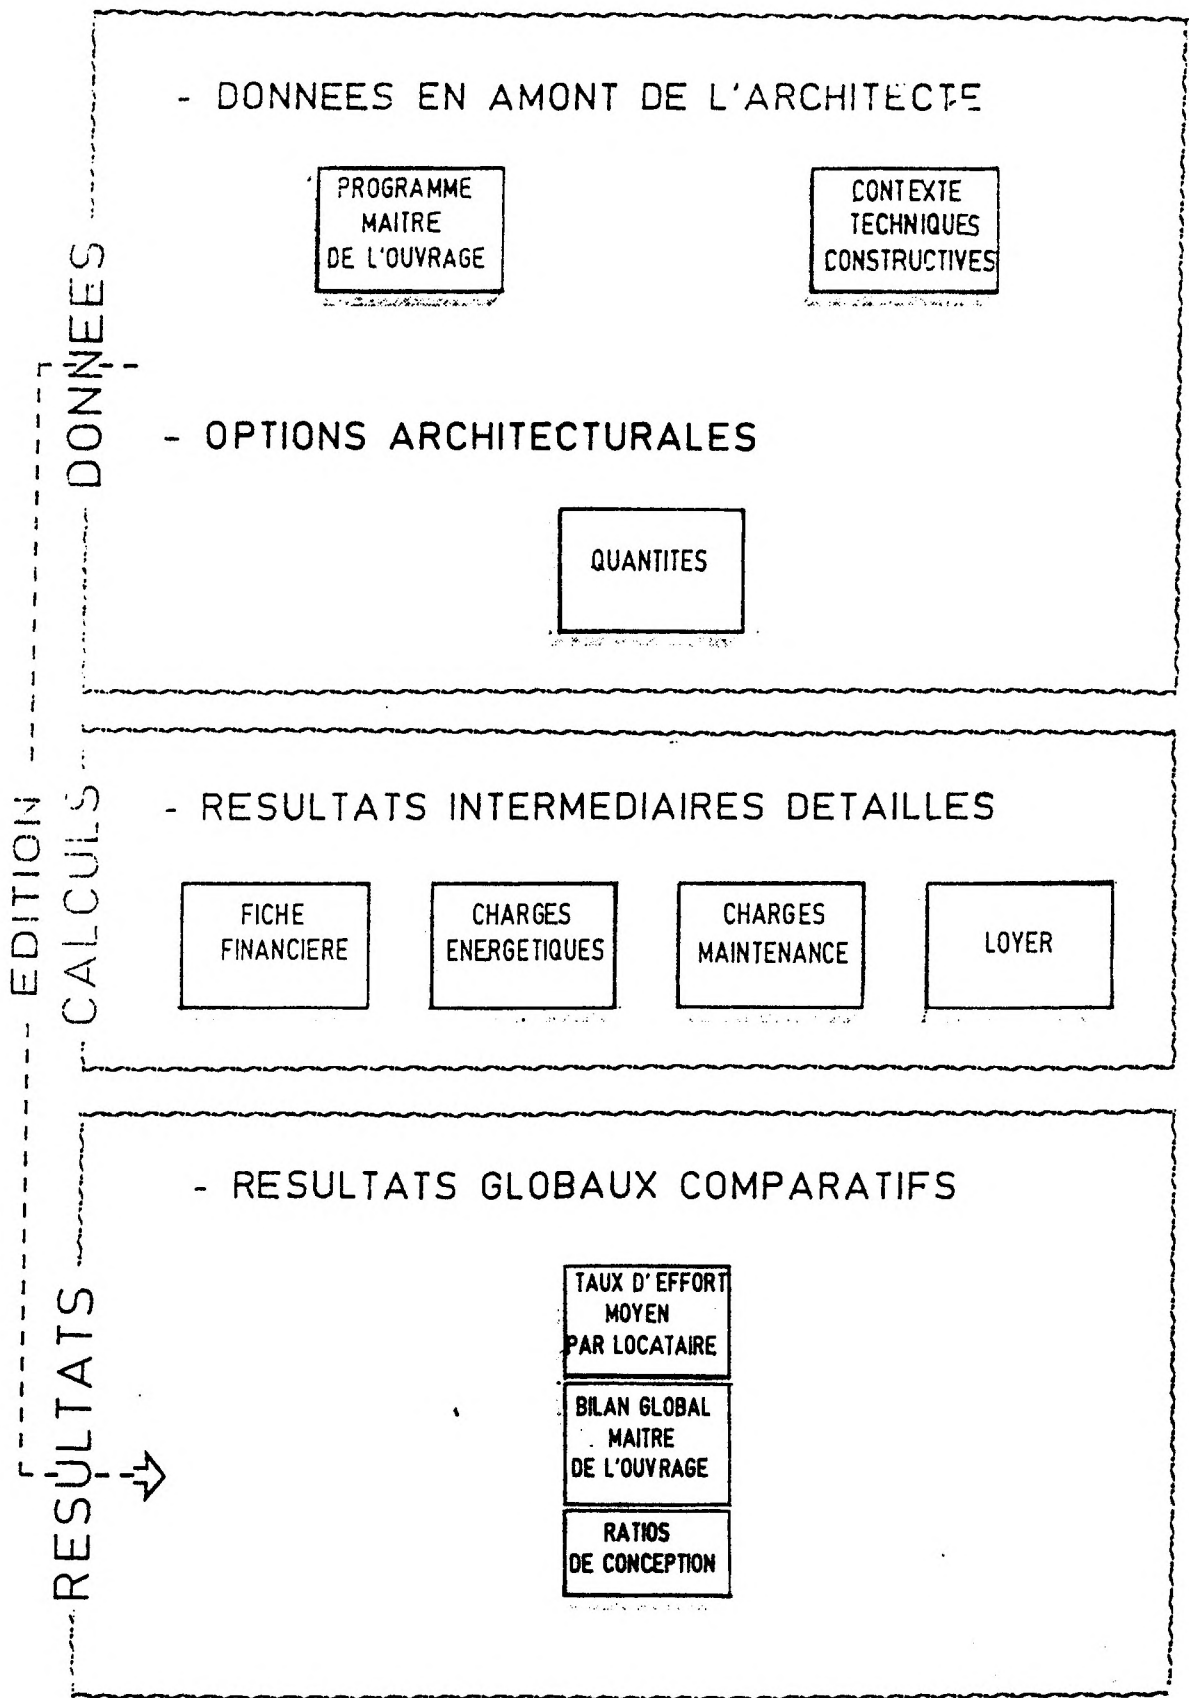 - DONNEES EN AMONT DE L'ARCHITECTE
PROGRAMME
MAITRE
DE L'OUVRAGE
CONTEXTE
TECHNIQUES
CONSTRUCTIVES
DONNEES
- OPTIONS ARCHITECTURALES
QUANTITES
EDITION
CALCULS
- RESULTATS INTERMEDIAIRES DETAILLES
FICHE
FINANCIERE
CHARGES
ENERGETIQUES
CHARGES
MAINTENANCE
LOYER
RESULTATS
- RESULTATS GLOBAUX COMPARATIFS
TAUX D'EFFORT
MOYEN
PAR LOCATAIRE
BILAN GLOBAL
MAITRE
DE L'OUVRAGE
RATIOS
DE CONCEPTION